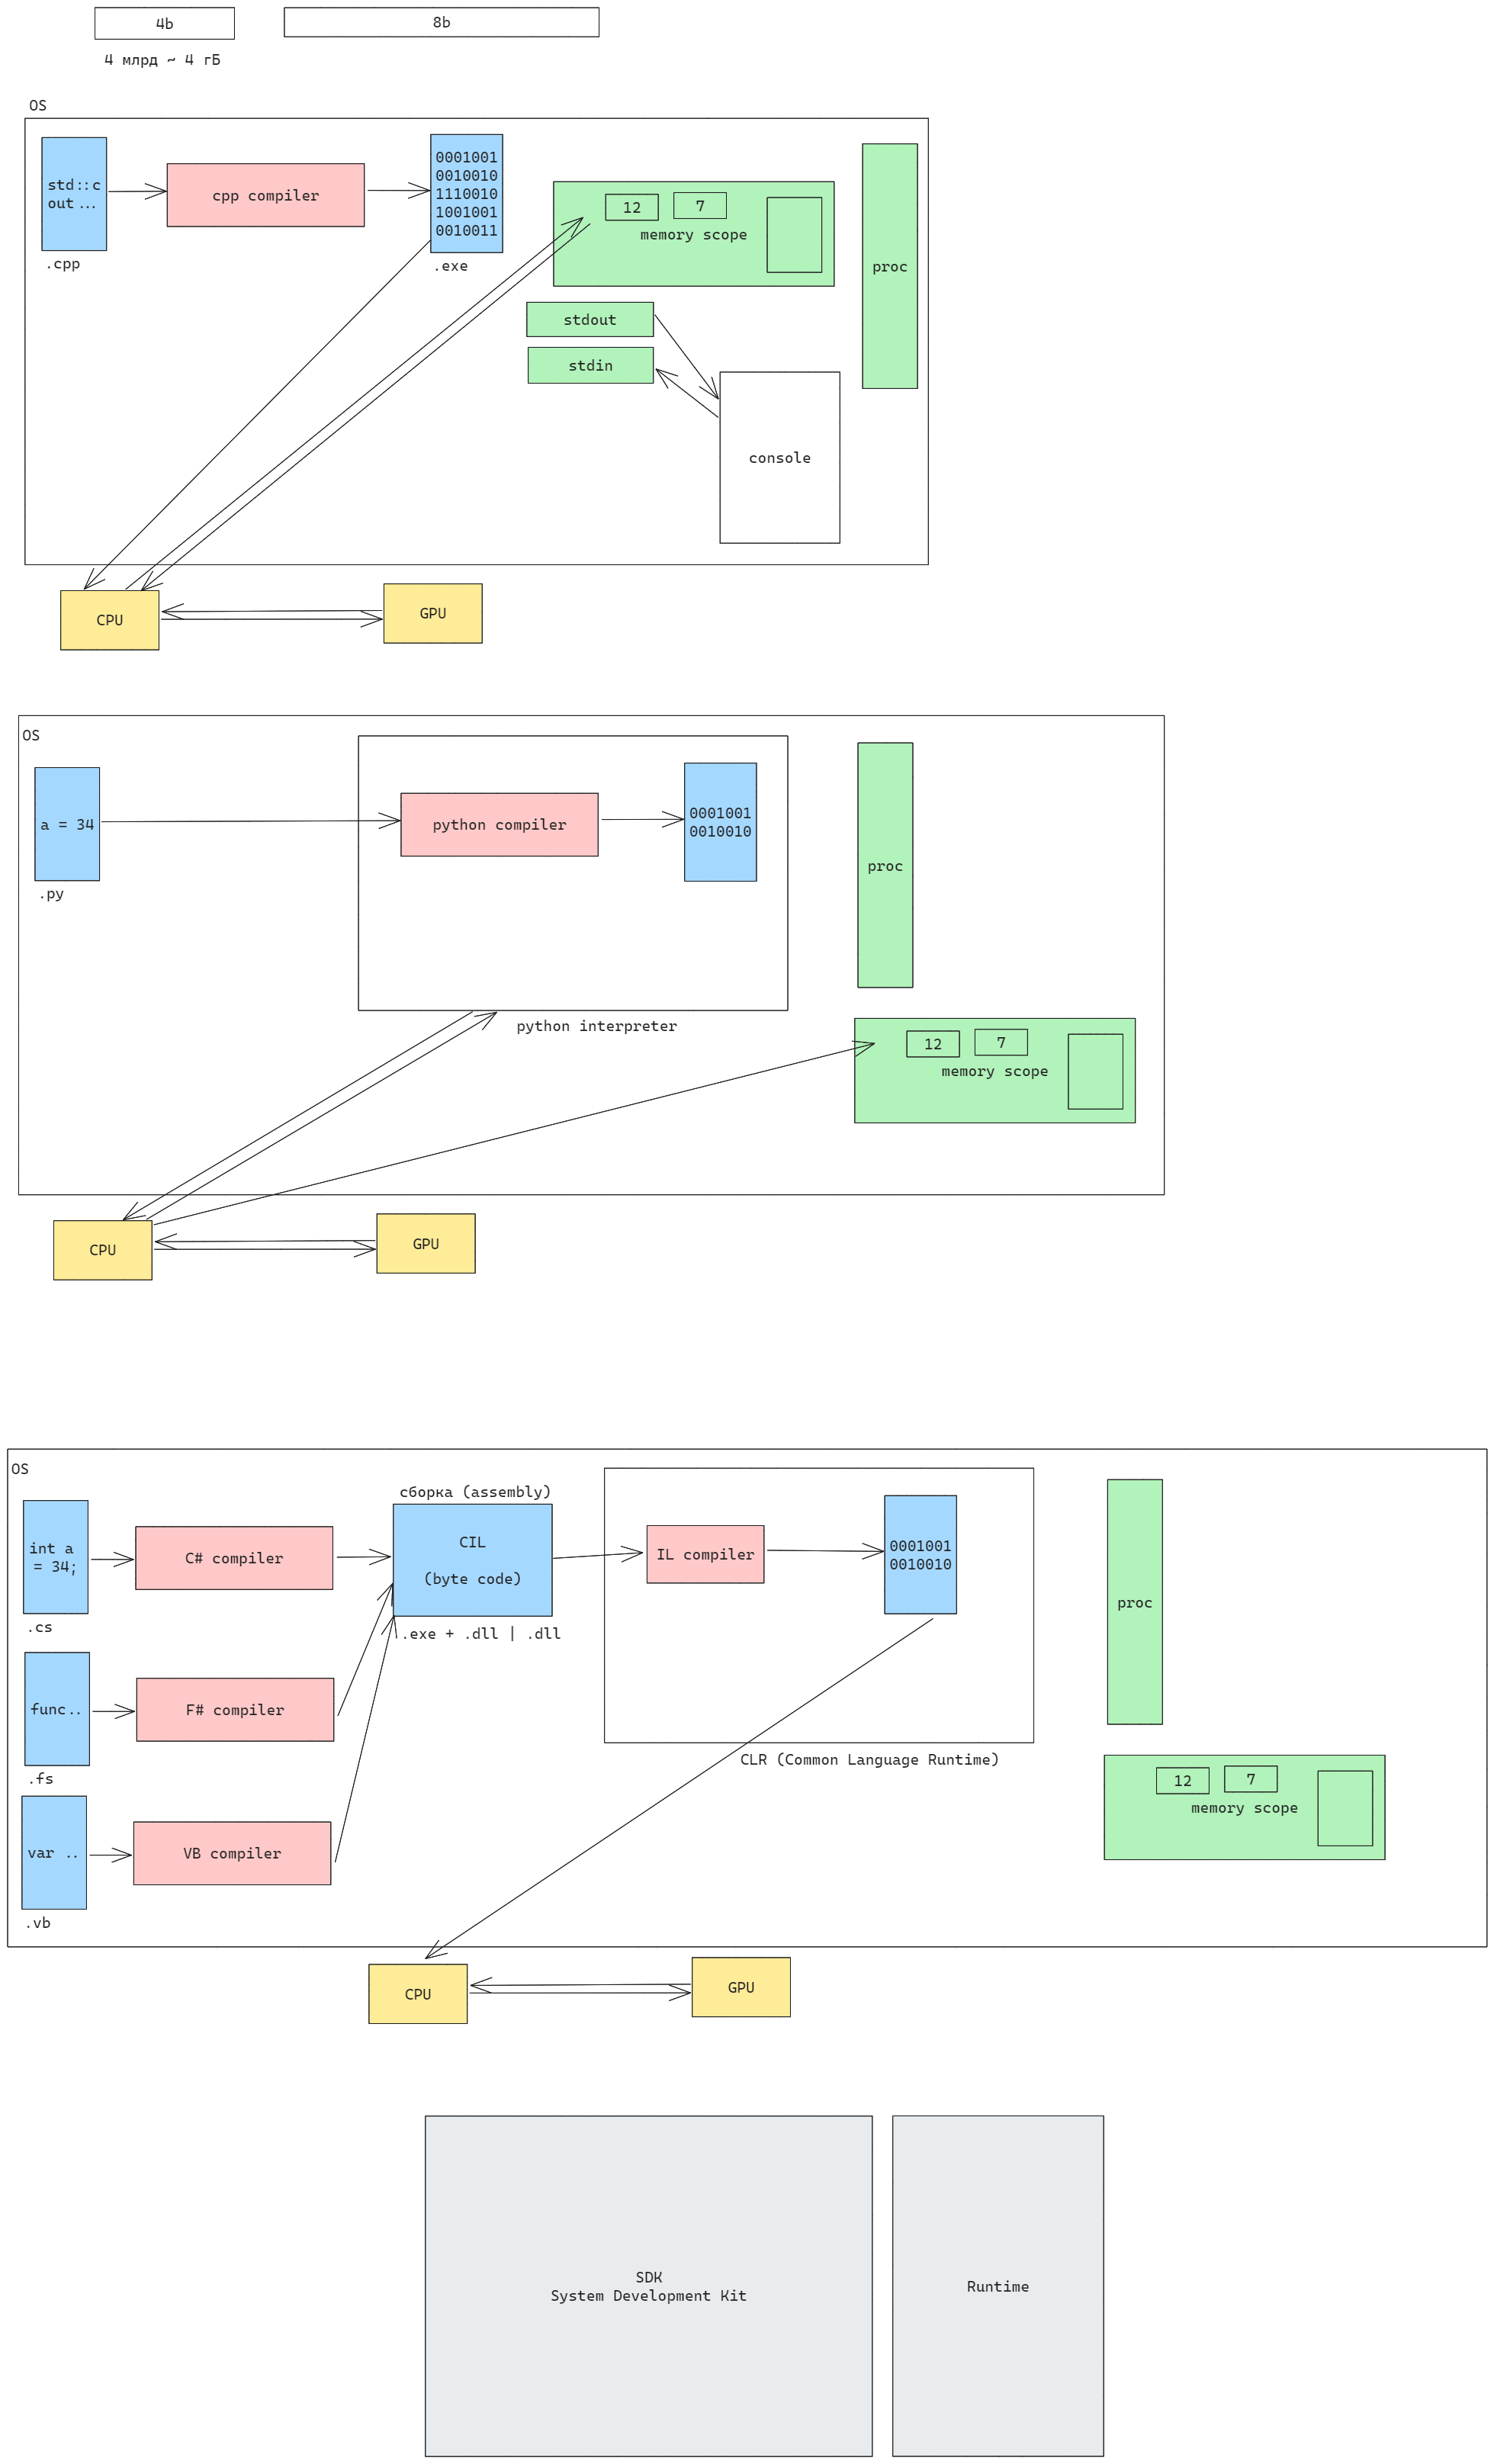 4b
8b
4 млрд ~ 4 гБ
OS
std::c
out...
.cpp
cpp compiler
0001001
0010010
1110010
1001001
0010011
.exe
12
7
memory scope
proc
stdout
stdin
console
CPU
GPU
OS
a = 34
.py
python compiler
0001001
0010010
python interpreter
proc
12
7
memory scope
CPU
GPU
OS
int a
= 34;
.cs
C# compiler
сборка (assembly)
CIL
(byte code)
.exe + .dll | .dll
IL compiler
0001001
0010010
proc
func..
.fs
F# compiler
CLR (Common Language Runtime)
12
7
memory scope
var ..
.vb
VB compiler
CPU
GPU
SDK
System Development Kit
Runtime